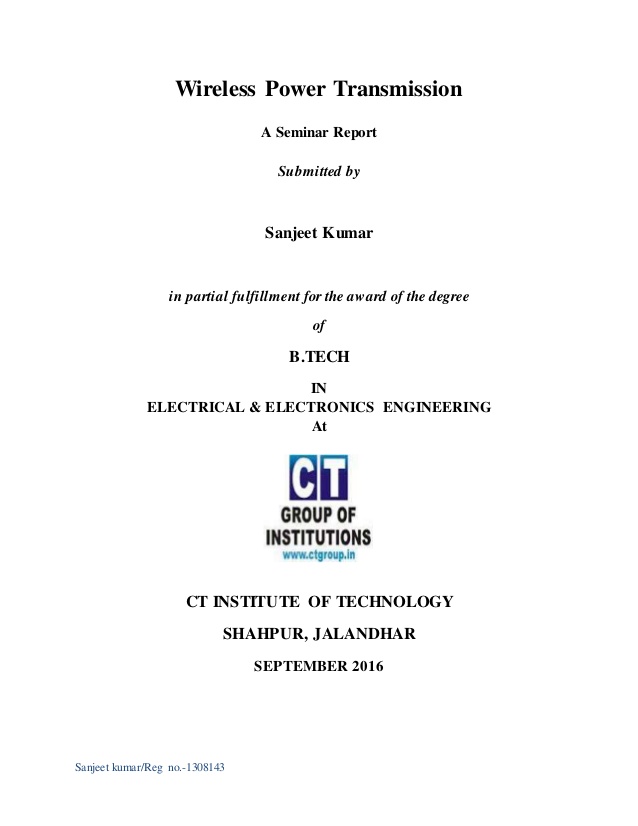 Wireless Power Transmission
A Seminar Report
Submitted by
Sanjeet Kumar
in partial fulfillment for the award of the degree
of
B.TECH
IN
ELECTRICAL & ELECTRONICS ENGINEERING
At
CT
GROUP OF
INSTITUTIONS
www.ctgroup.in
CT INSTITUTE OF TECHNOLOGY
SHAHPUR, JALANDHAR
SEPTEMBER 2016
Sanjeet kumar/Reg no.-1308143